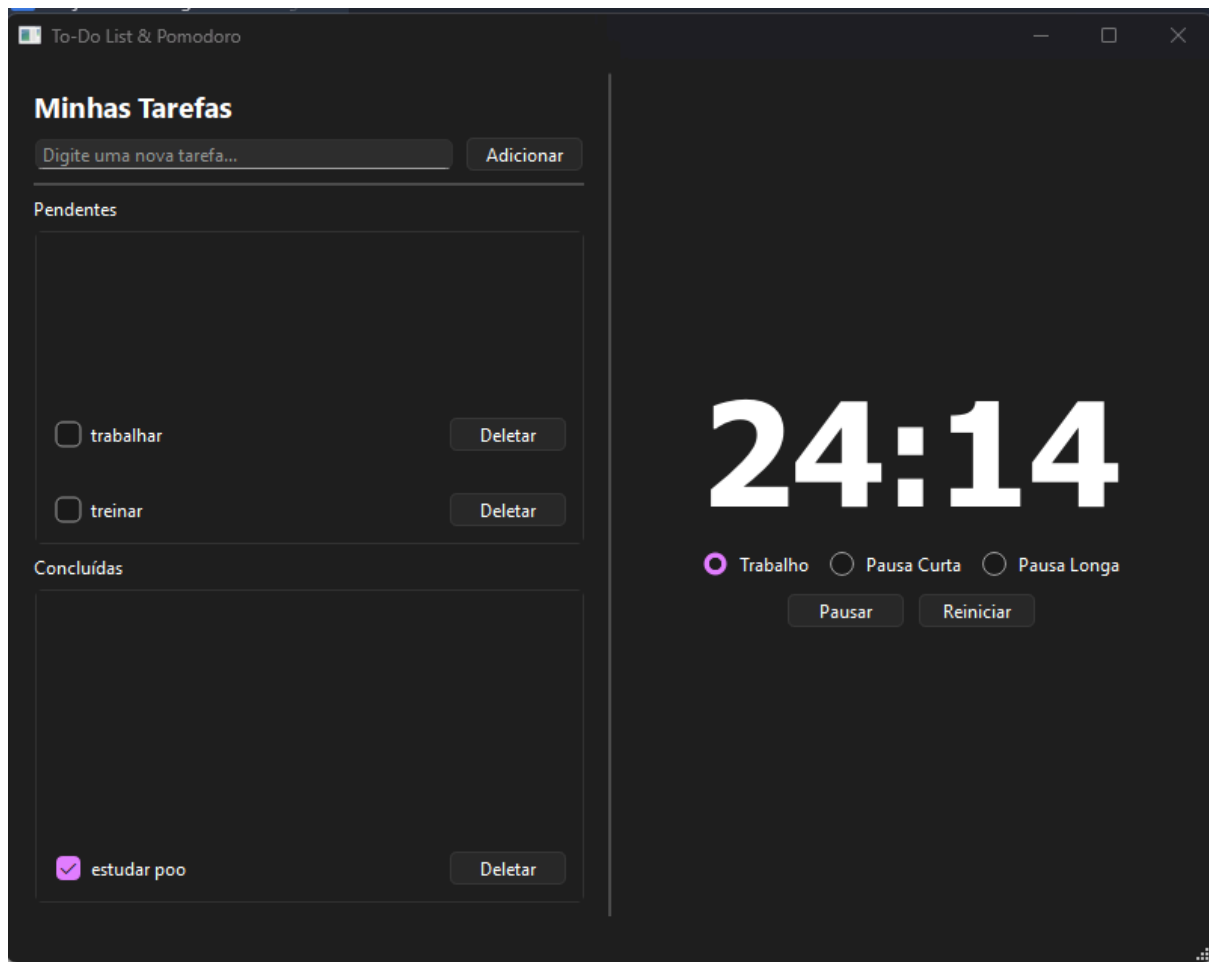 To-Do List & Pomodoro
Minhas Tarefas
Digite uma nova tarefa...
Adicionar
Pendentes
trabalhar
Deletar
treinar
Deletar
Concluídas
estudar poo
Deletar
24:14
Trabalho
Pausa Curta
Pausa Longa
Pausar
Reiniciar